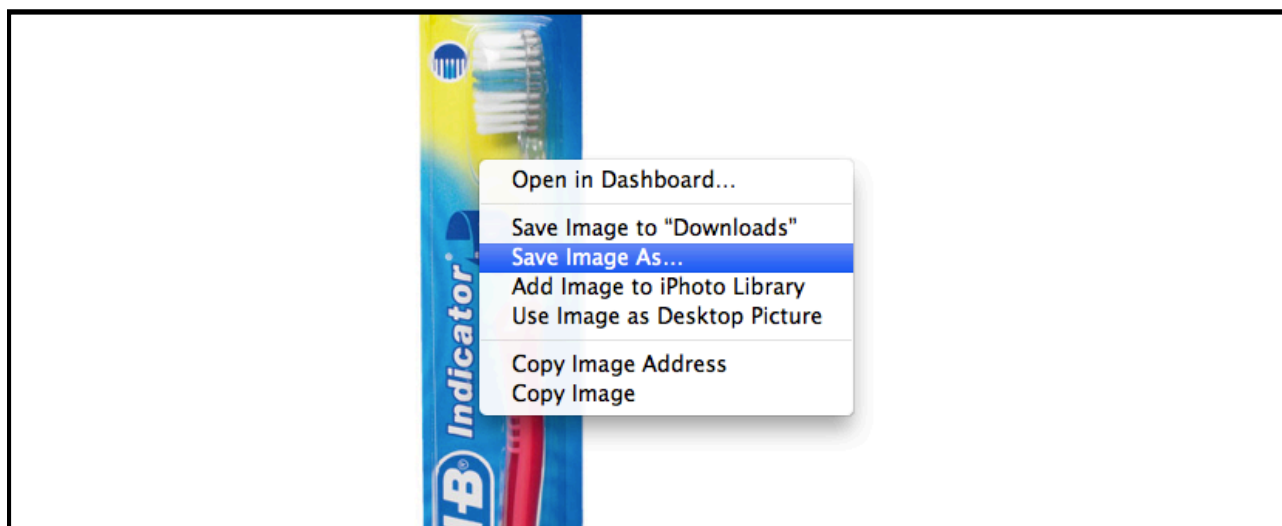 Open in Dashboard...
Save Image to “Downloads”
Save Image As...
Add Image to iPhoto Library
Use Image as Desktop Picture
Copy Image Address
Copy Image
Indicator®
-B®